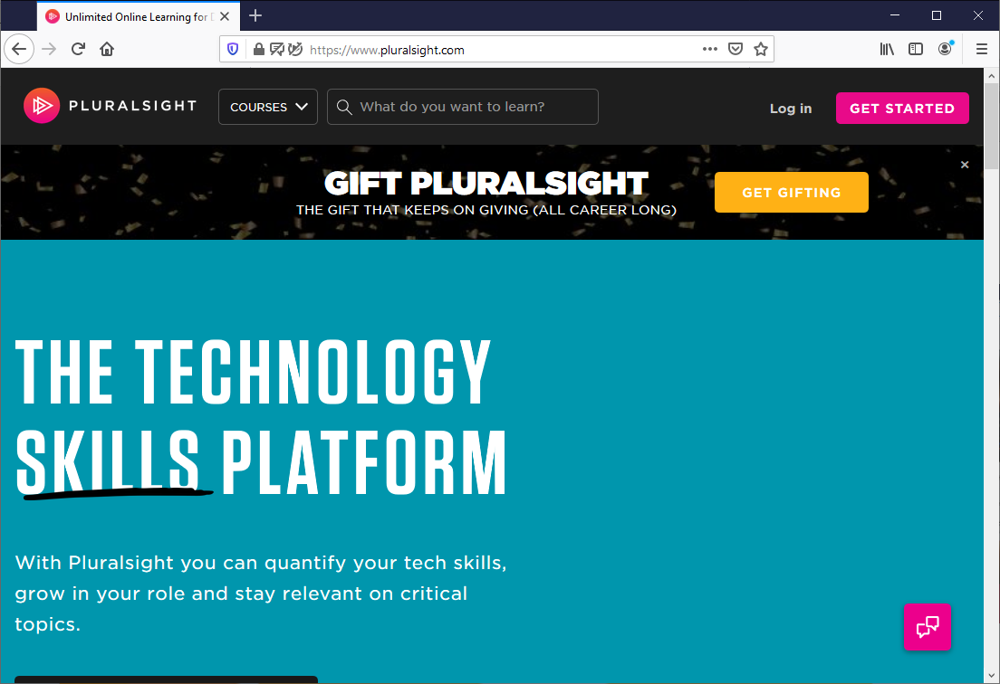 Unlimited Online Learning for D
https://www.pluralsight.com
PLURALSIGHT
COURSES
What do you want to learn?
Log in
GET STARTED
GIFT PLURALSIGHT
THE GIFT THAT KEEPS ON GIVING (ALL CAREER LONG)
GET GIFTING
THE TECHNOLOGY
SKILLS PLATFORM
With Pluralsight you can quantify your tech skills,
grow in your role and stay relevant on critical
topics.